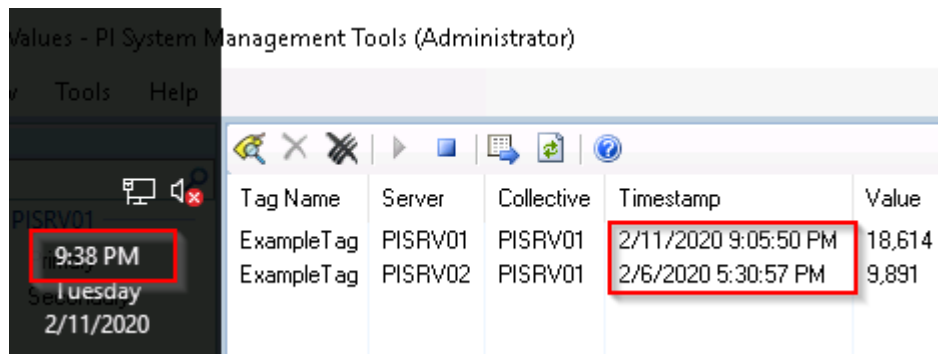 Values - PI System Management Tools (Administrator)
Tools Help
PISRV01
9:38 PM
Tuesday
2/11/2020
Tag Name Server Collective Timestamp Value
ExampleTag PISRV01 PISRV01 2/11/2020 9:05:50 PM 18,614
ExampleTag PISRV02 PISRV01 2/6/2020 5:30:57 PM 9,891